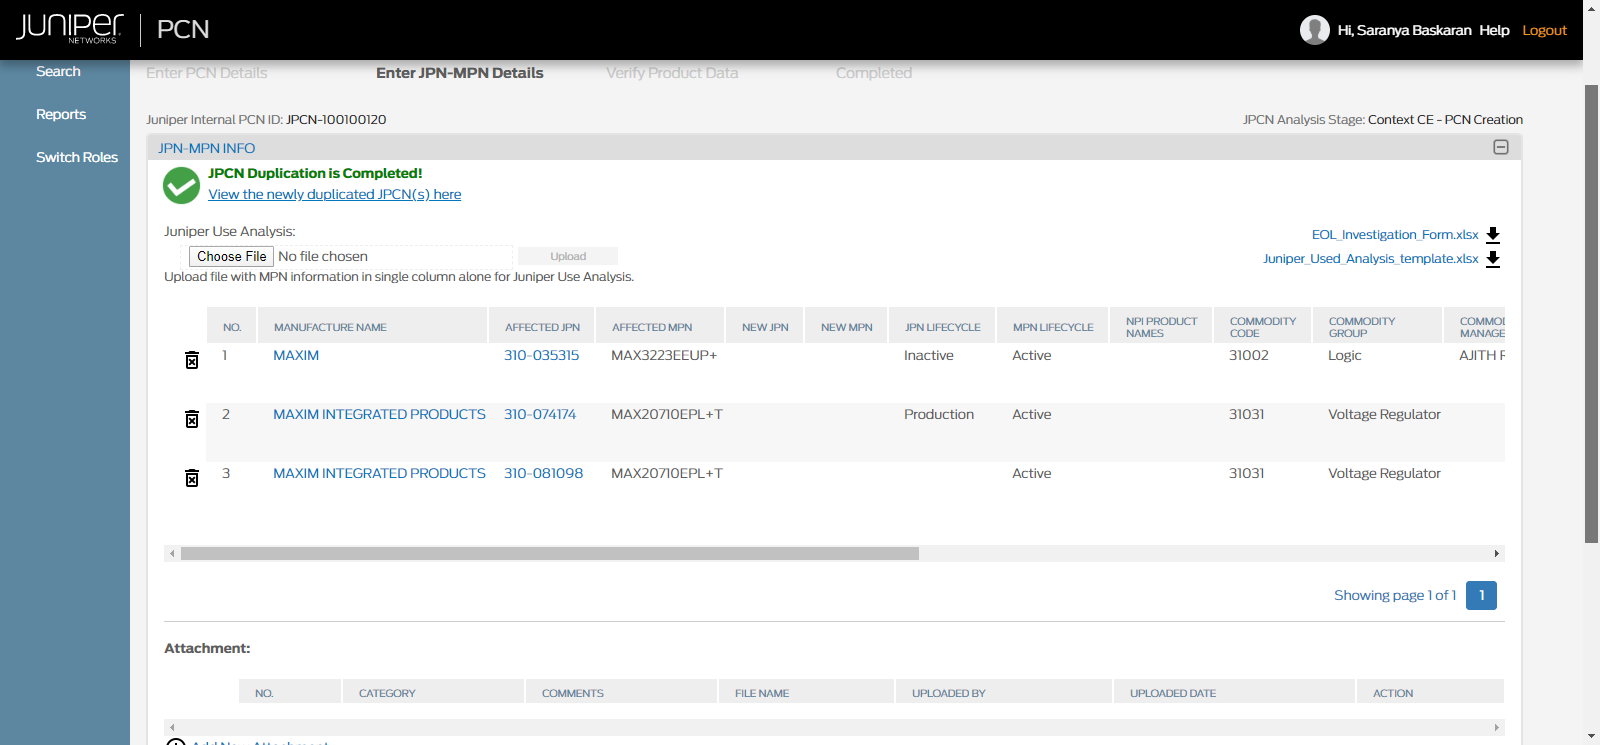 JUNIPEr
NETWORKS
PCN
Hi, Saranya Baskaran Help Logout
Search
Reports
Switch Roles
Enter PCN Details Enter JPN-MPN Details Verify Product Data Completed
Juniper Internal PCN ID: JPCN-100100120
JPCN Analysis Stage: Context CE - PCN Creation
JPN-MPN INFO
JPCN Duplication is Completed!
View the newly duplicated JPCN(s) here
Juniper Use Analysis:
Choose File No file chosen Upload
Upload file with MPN information in single column alone for Juniper Use Analysis.
EOL_Investigation_Form.xlsx
Juniper_Used_Analysis_template.xlsx
NO. MANUFACTURE NAME AFFECTED JPN AFFECTED MPN NEW JPN NEW MPN JPN LIFECYCLE MPN LIFECYCLE NPI PRODUCT NAMES COMMODITY CODE COMMODITY GROUP COMMOD MANAGE
1 MAXIM 310-035315 MAX3223EEUP+ Inactive Active 31002 Logic AJITH
2 MAXIM INTEGRATED PRODUCTS 310-074174 MAX20710EPL+T Production Active 31031 Voltage Regulator
3 MAXIM INTEGRATED PRODUCTS 310-081098 MAX20710EPL+T Active 31031 Voltage Regulator
Showing page 1 of 1 1
Attachment:
NO. CATEGORY COMMENTS FILE NAME UPLOADED BY UPLOADED DATE ACTION
Add New Attachment